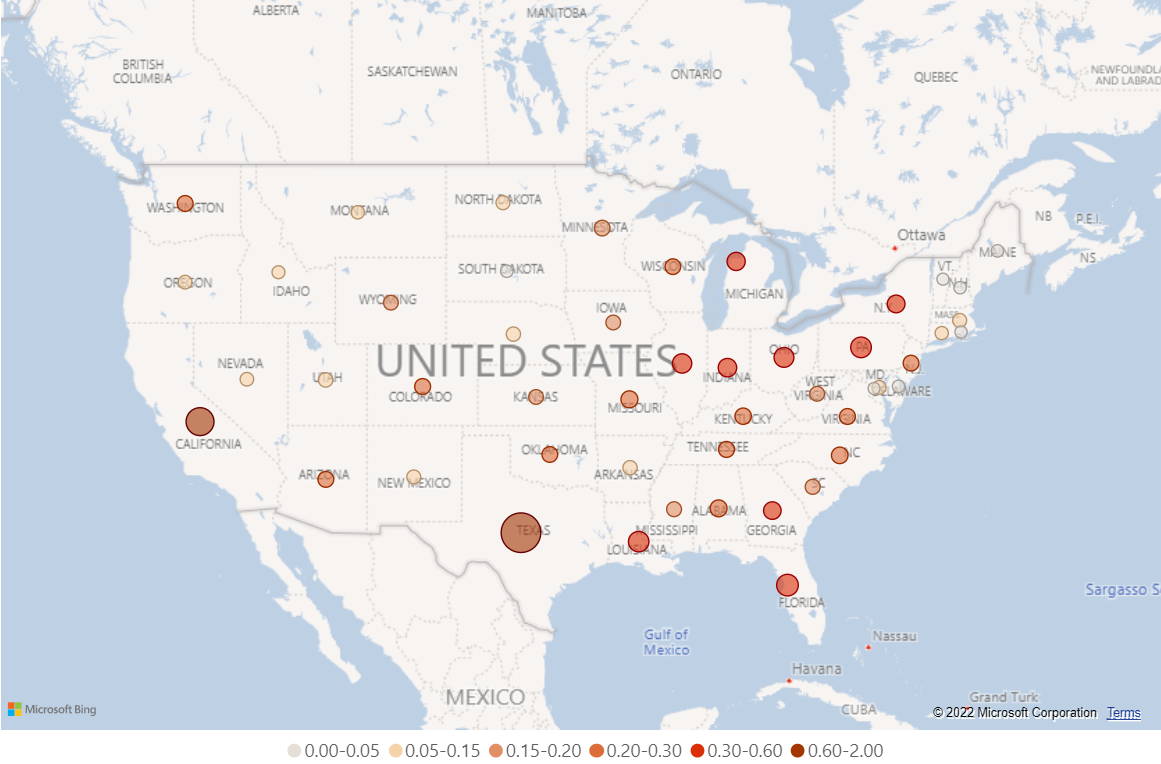 ALBERTA
MANITOBA
BRITISH
COLUMBIA
SASKATCHEWAN
ONTARIO
QUEBEC
NEWFOUNDLA
AND LABRAD
WASHINGTON
MONTANA
NORTH DAKOTA
MINNESOTA
Ottawa
NB
P.E.I.
MAINE
NS
VT.
N.H.
OREGON
IDAHO
SOUTH DAKOTA
WISCONSIN
MICHIGAN
WYOMING
IOWA
N.Y.
MASS
NEVADA
UTAH
UNITED STATES
COLORADO
KANSAS
MISSOURI
INDIANA
OHIO
PA
N.J.
MD.
DELAWARE
WEST
VIRGINIA
VIRGINIA
KENTUCKY
CALIFORNIA
ARIZONA
NEW MEXICO
OKLAHOMA
ARKANSAS
TENNESSEE
NC
SC
TEXAS
MISSISSIPPI
ALABAMA
GEORGIA
LOUISIANA
FLORIDA
Sargasso S
Gulf of
Mexico
Nassau
Havana
MEXICO
CUBA
Grand Turk
Microsoft Bing
© 2022 Microsoft Corporation Terms
0.00-0.05 0.05-0.15 0.15-0.20 0.20-0.30 0.30-0.60 0.60-2.00